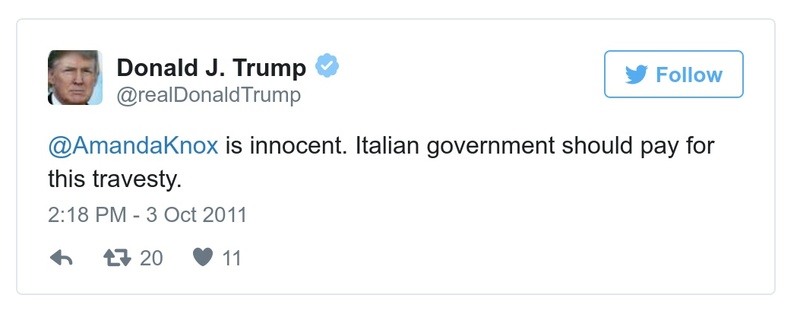 Donald J. Trump
@realDonaldTrump
Follow
@AmandaKnox is innocent. Italian government should pay for
this travesty.
2:18 PM - 3 Oct 2011
20 11